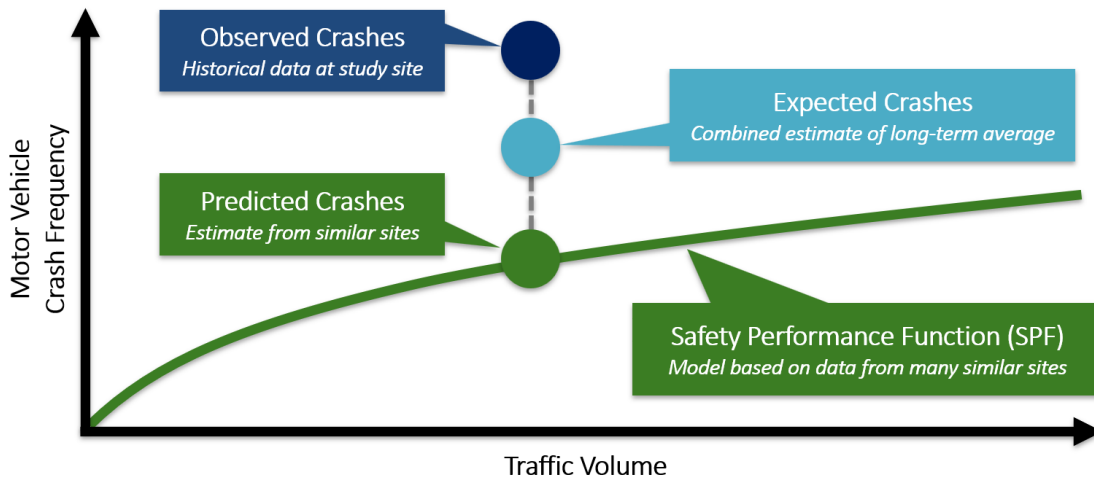 Observed Crashes
Historical data at study site
Expected Crashes
Combined estimate of long-term average
Predicted Crashes
Estimate from similar sites
Safety Performance Function (SPF)
Model based on data from many similar sites
Motor Vehicle
Crash Frequency
Traffic Volume